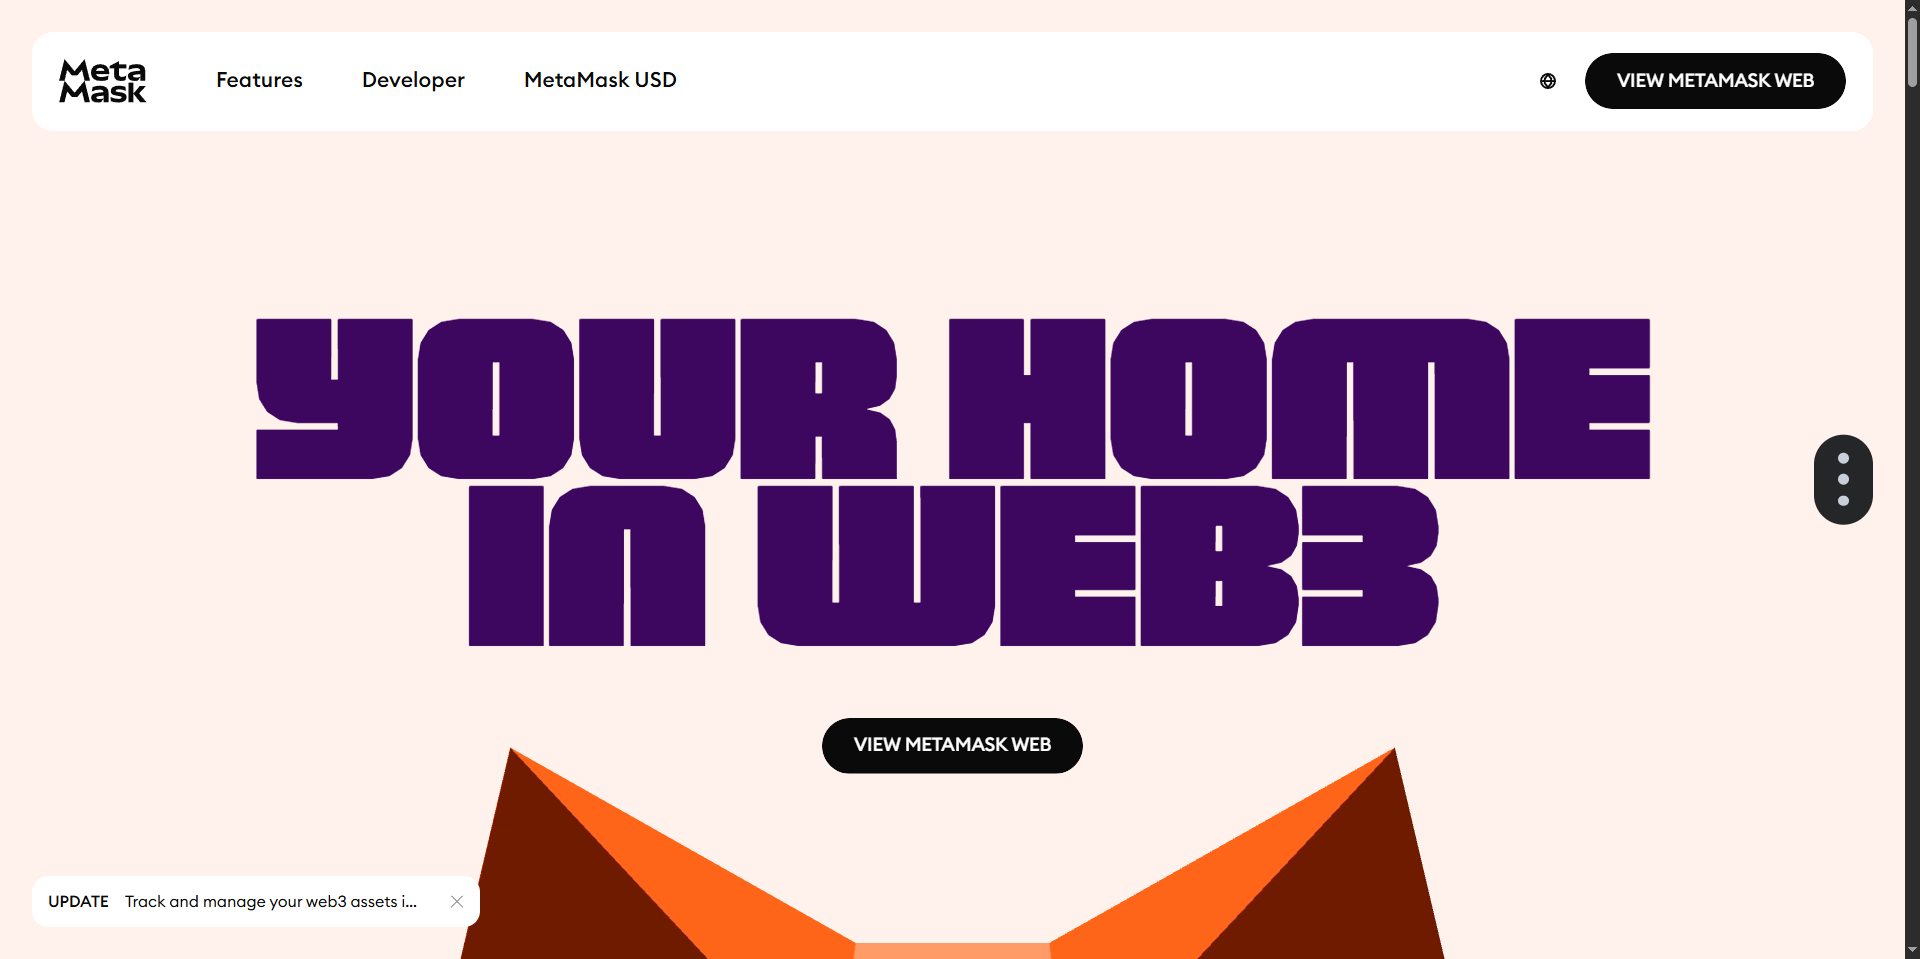 Meta
Mask
Features
Developer
MetaMask USD
VIEW METAMASK WEB
YOUR HOME
IN WEB3
VIEW METAMASK WEB
UPDATE Track and manage your web3 assets i...